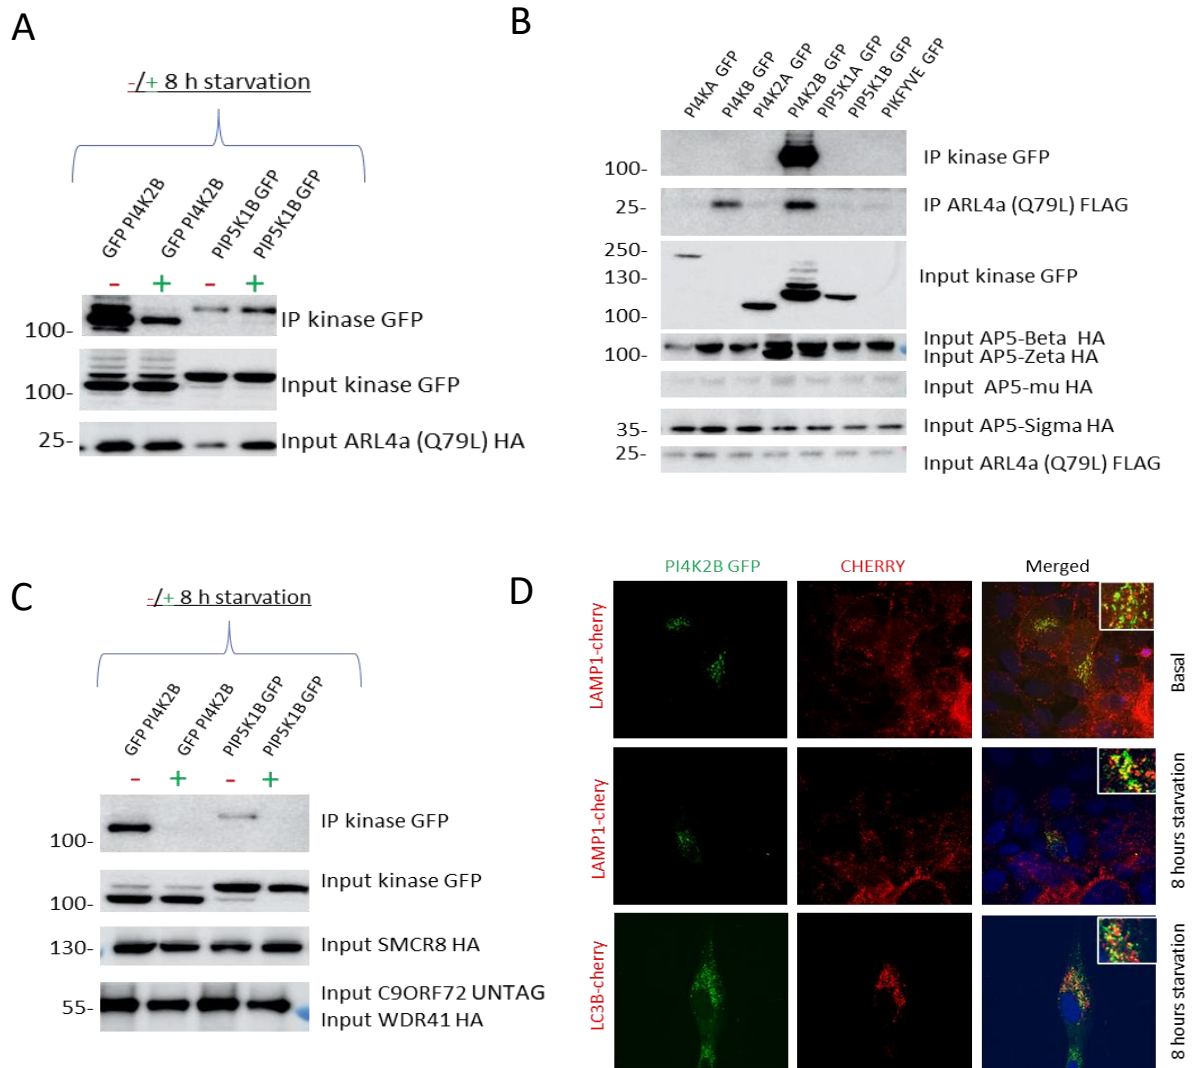 A
-/+ 8 h starvation
GFP PI4K2B
GFP PI4K2B
PIP5K1B GFP
PIP5K1B GFP
- + - +
100- IP kinase GFP
100- Input kinase GFP
25- Input ARL4a (Q79L) HA
B
PI4KA GFP
PI4KB GFP
PI4K2A GFP
PI4K2B GFP
PIP5K1A GFP
PIP5K1B GFP
PIKFYVE GFP
100- IP kinase GFP
25- IP ARL4a (Q79L) FLAG
250-
130- Input kinase GFP
100-
Input AP5-Beta HA
100- Input AP5-Zeta HA
Input AP5-mu HA
35- Input AP5-Sigma HA
25- Input ARL4a (Q79L) FLAG
C
-/+ 8 h starvation
GFP PI4K2B
GFP PI4K2B
PIP5K1B GFP
PIP5K1B GFP
- + - +
100- IP kinase GFP
100- Input kinase GFP
130- Input SMCR8 HA
55- Input C9ORF72 UNTAG
Input WDR41 HA
D
PI4K2B GFP CHERRY Merged
LAMP1-cherry
Basal
LAMP1-chery
8 hours starvation
LC3B-cherry
8 hours starvation